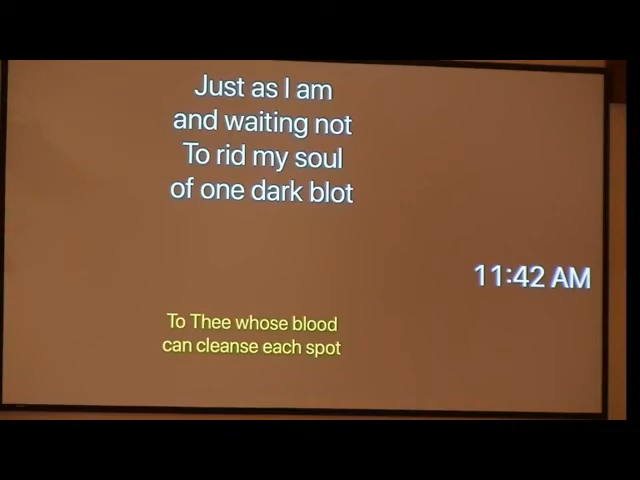 Just as I am
and waiting not
To rid my soul
of one dark blot
11:42 AM
To Thee whose blood
can cleanse each spot